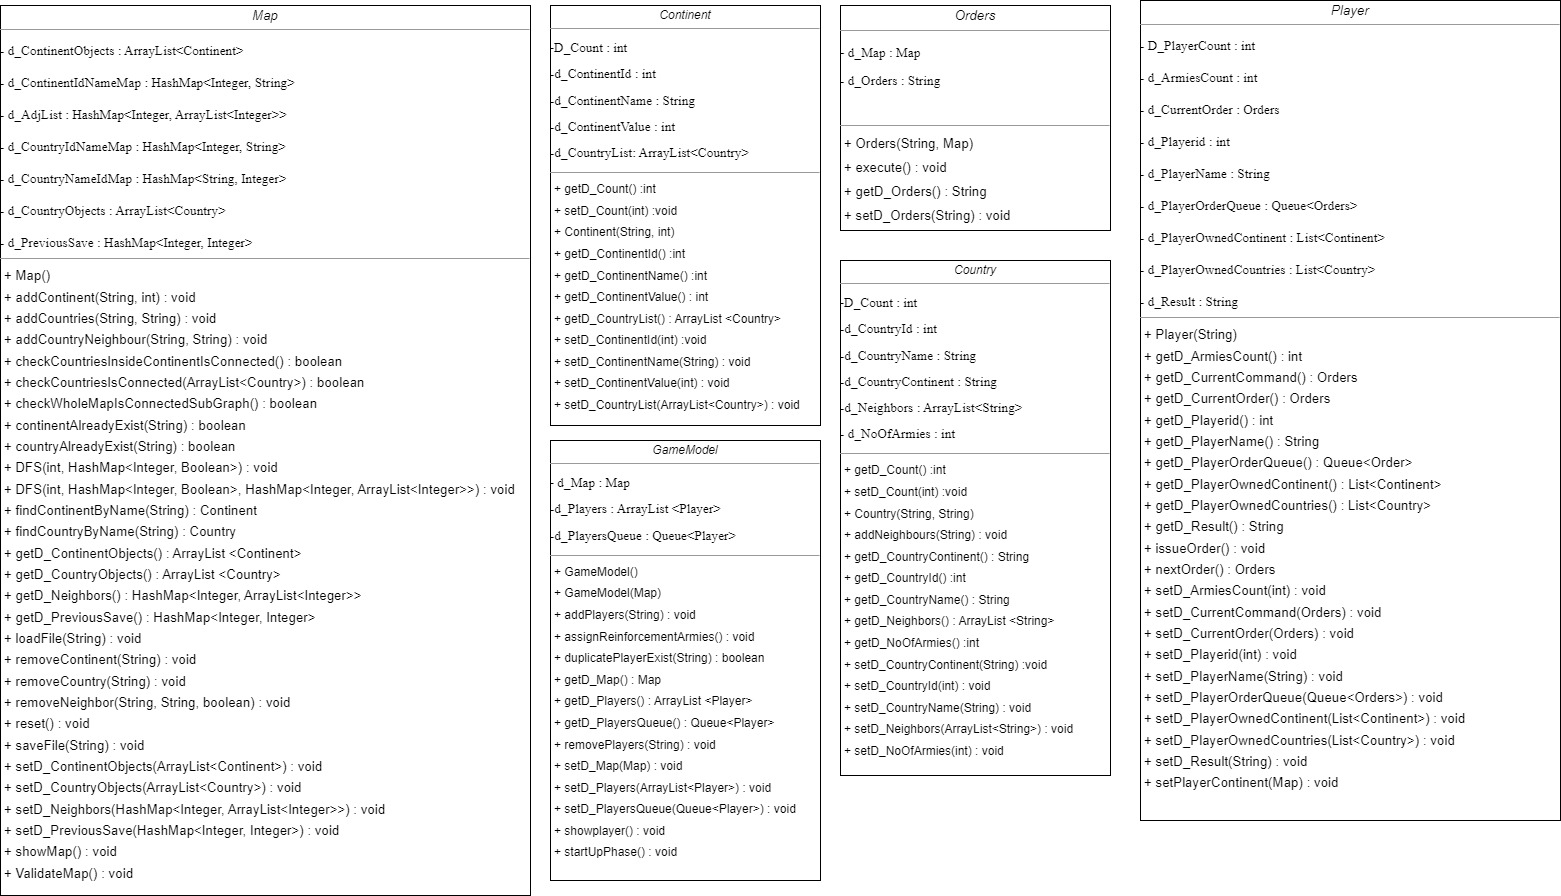 Map
- d_ContinentObjects : ArrayList<Continent>
- d_ContinentIdNameMap : HashMap<Integer, String>
- d_AdjList : HashMap<Integer, ArrayList<Integer>>
- d_CountryIdNameMap : HashMap<Integer, String>
- d_CountryNameIdMap : HashMap<String, Integer>
- d_CountryObjects : ArrayList<Country>
- d_PreviousSave : HashMap<Integer, Integer>
+ Map()
+ addContinent(String, int) : void
+ addCountries(String, String) : void
+ addCountryNeighbour(String, String) : void
+ checkCountriesInsideContinentIsConnected() : boolean
+ checkCountriesIsConnected(ArrayList<Country>) : boolean
+ checkWholeMapIsConnectedSubGraph() : boolean
+ continentAlreadyExist(String) : boolean
+ countryAlreadyExist(String) : boolean
+ DFS(int, HashMap<Integer, Boolean>) : void
+ DFS(int, HashMap<Integer, Boolean>, HashMap<Integer, ArrayList<Integer>>) : void
+ findContinentByName(String) : Continent
+ findCountryByName(String) : Country
+ getD_ContinentObjects() : ArrayList <Continent>
+ getD_CountryObjects() : ArrayList <Country>
+ getD_Neighbors() : HashMap<Integer, ArrayList<Integer>>
+ getD_PreviousSave() : HashMap<Integer, Integer>
+ loadFile(String) : void
+ removeContinent(String) : void
+ removeCountry(String) : void
+ removeNeighbor(String, String, boolean) : void
+ reset() : void
+ saveFile(String) : void
+ setD_ContinentObjects(ArrayList<Continent>) : void
+ setD_CountryObjects(ArrayList<Country>) : void
+ setD_Neighbors(HashMap<Integer, ArrayList<Integer>>) : void
+ setD_PreviousSave(HashMap<Integer, Integer>) : void
+ showMap() : void
+ ValidateMap() : void
Continent
-D_Count : int
-d_ContinentId : int
-d_ContinentName : String
-d_ContinentValue : int
-d_CountryList: ArrayList<Country>
+ getD_Count() :int
+ setD_Count(int) :void
+ Continent(String, int)
+ getD_ContinentId() :int
+ getD_ContinentName() :int
+ getD_ContinentValue() : int
+ getD_CountryList() : ArrayList <Country>
+ setD_ContinentId(int) :void
+ setD_ContinentName(String) : void
+ setD_ContinentValue(int) : void
+ setD_CountryList(ArrayList<Country>) : void
GameModel
- d_Map : Map
-d_Players : ArrayList <Player>
-d_PlayersQueue : Queue<Player>
+ GameModel()
+ GameModel(Map)
+ addPlayers(String) : void
+ assignReinforcementArmies() : void
+ duplicatePlayerExist(String) : boolean
+ getD_Map() : Map
+ getD_Players() : ArrayList <Player>
+ getD_PlayersQueue() : Queue<Player>
+ removePlayers(String) : void
+ setD_Map(Map) : void
+ setD_Players(ArrayList<Player>) : void
+ setD_PlayersQueue(Queue<Player>) : void
+ showplayer() : void
+ startUpPhase() : void
Orders
- d_Map : Map
- d_Orders : String
+ Orders(String, Map)
+ execute() : void
+ getD_Orders() : String
+ setD_Orders(String) : void
Country
-D_Count : int
-d_CountryId : int
-d_CountryName : String
-d_CountryContinent : String
-d_Neighbors : ArrayList<String>
- d_NoOfArmies : int
+ getD_Count() :int
+ setD_Count(int) :void
+ Country(String, String)
+ addNeighbours(String) : void
+ getD_CountryContinent() : String
+ getD_CountryId() :int
+ getD_CountryName() : String
+ getD_Neighbors() : ArrayList <String>
+ getD_NoOfArmies() :int
+ setD_CountryContinent(String) :void
+ setD_CountryId(int) : void
+ setD_CountryName(String) : void
+ setD_Neighbors(ArrayList<String>) : void
+ setD_NoOfArmies(int) : void
Player
- D_PlayerCount : int
- d_ArmiesCount : int
- d_CurrentOrder : Orders
- d_Playerid : int
- d_PlayerName : String
- d_PlayerOrderQueue : Queue<Orders>
- d_PlayerOwnedContinent : List<Continent>
- d_PlayerOwnedCountries : List<Country>
- d_Result : String
+ Player(String)
+ getD_ArmiesCount() : int
+ getD_CurrentCommand() : Orders
+ getD_CurrentOrder() : Orders
+ getD_Playerid() : int
+ getD_PlayerName() : String
+ getD_PlayerOrderQueue() : Queue<Order>
+ getD_PlayerOwnedContinent() : List<Continent>
+ getD_PlayerOwnedCountries() : List<Country>
+ getD_Result() : String
+ issueOrder() : void
+ nextOrder() : Orders
+ setD_ArmiesCount(int) : void
+ setD_CurrentCommand(Orders) : void
+ setD_CurrentOrder(Orders) : void
+ setD_Playerid(int) : void
+ setD_PlayerName(String) : void
+ setD_PlayerOrderQueue(Queue<Orders>) : void
+ setD_PlayerOwnedContinent(List<Continent>) : void
+ setD_PlayerOwnedCountries(List<Country>) : void
+ setD_Result(String) : void
+ setPlayerContinent(Map) : void